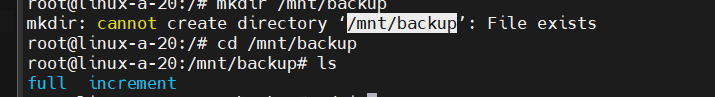 root@linux-a-20:/# mkdir /mnt/backup
mkdir: cannot create directory ‘/mnt/backup’: File exists
root@linux-a-20:/# cd /mnt/backup
root@linux-a-20:/mnt/backup# ls
full increment